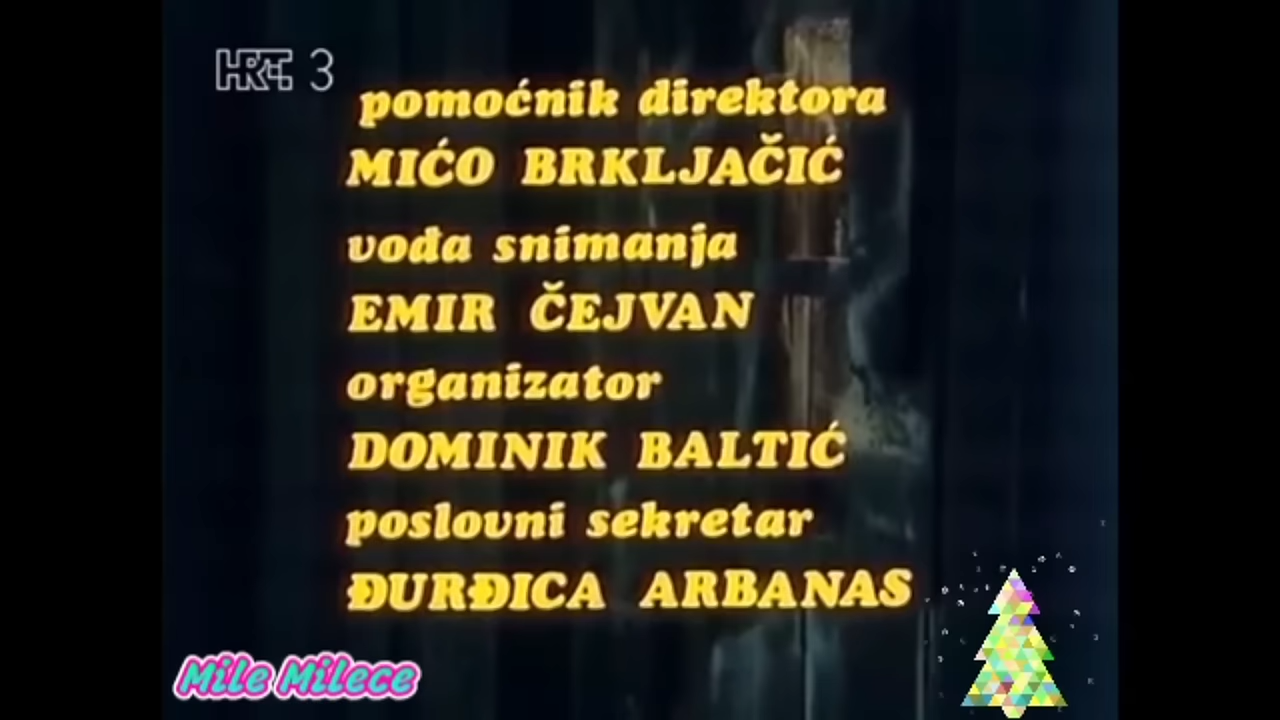 HRT 3
pomoćnik direktora
MIĆO BRKLJAČIĆ
vođa snimanja
EMIR ČEJVAN
organizator
DOMINIK BALTIĆ
poslovni sekretar
ĐURĐICA ARBANAS
Mile Milece